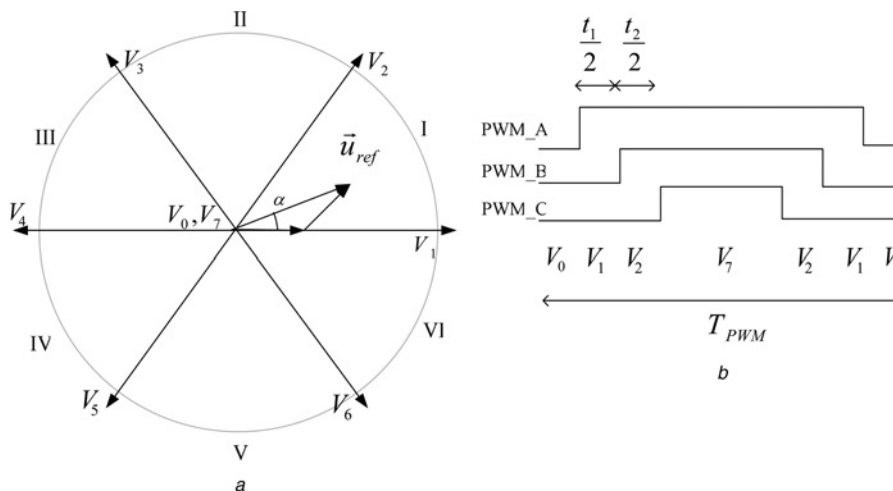 II
V₃
V₂
III
I
u⃗_ref
α
V₀,V₇
V₄
V₁
IV
VI
V₅
V₆
V
a
t₁/2 t₂/2
PWM_A
PWM_B
PWM_C
V₀ V₁ V₂ V₇ V₂ V₁ V
T_PWM
b